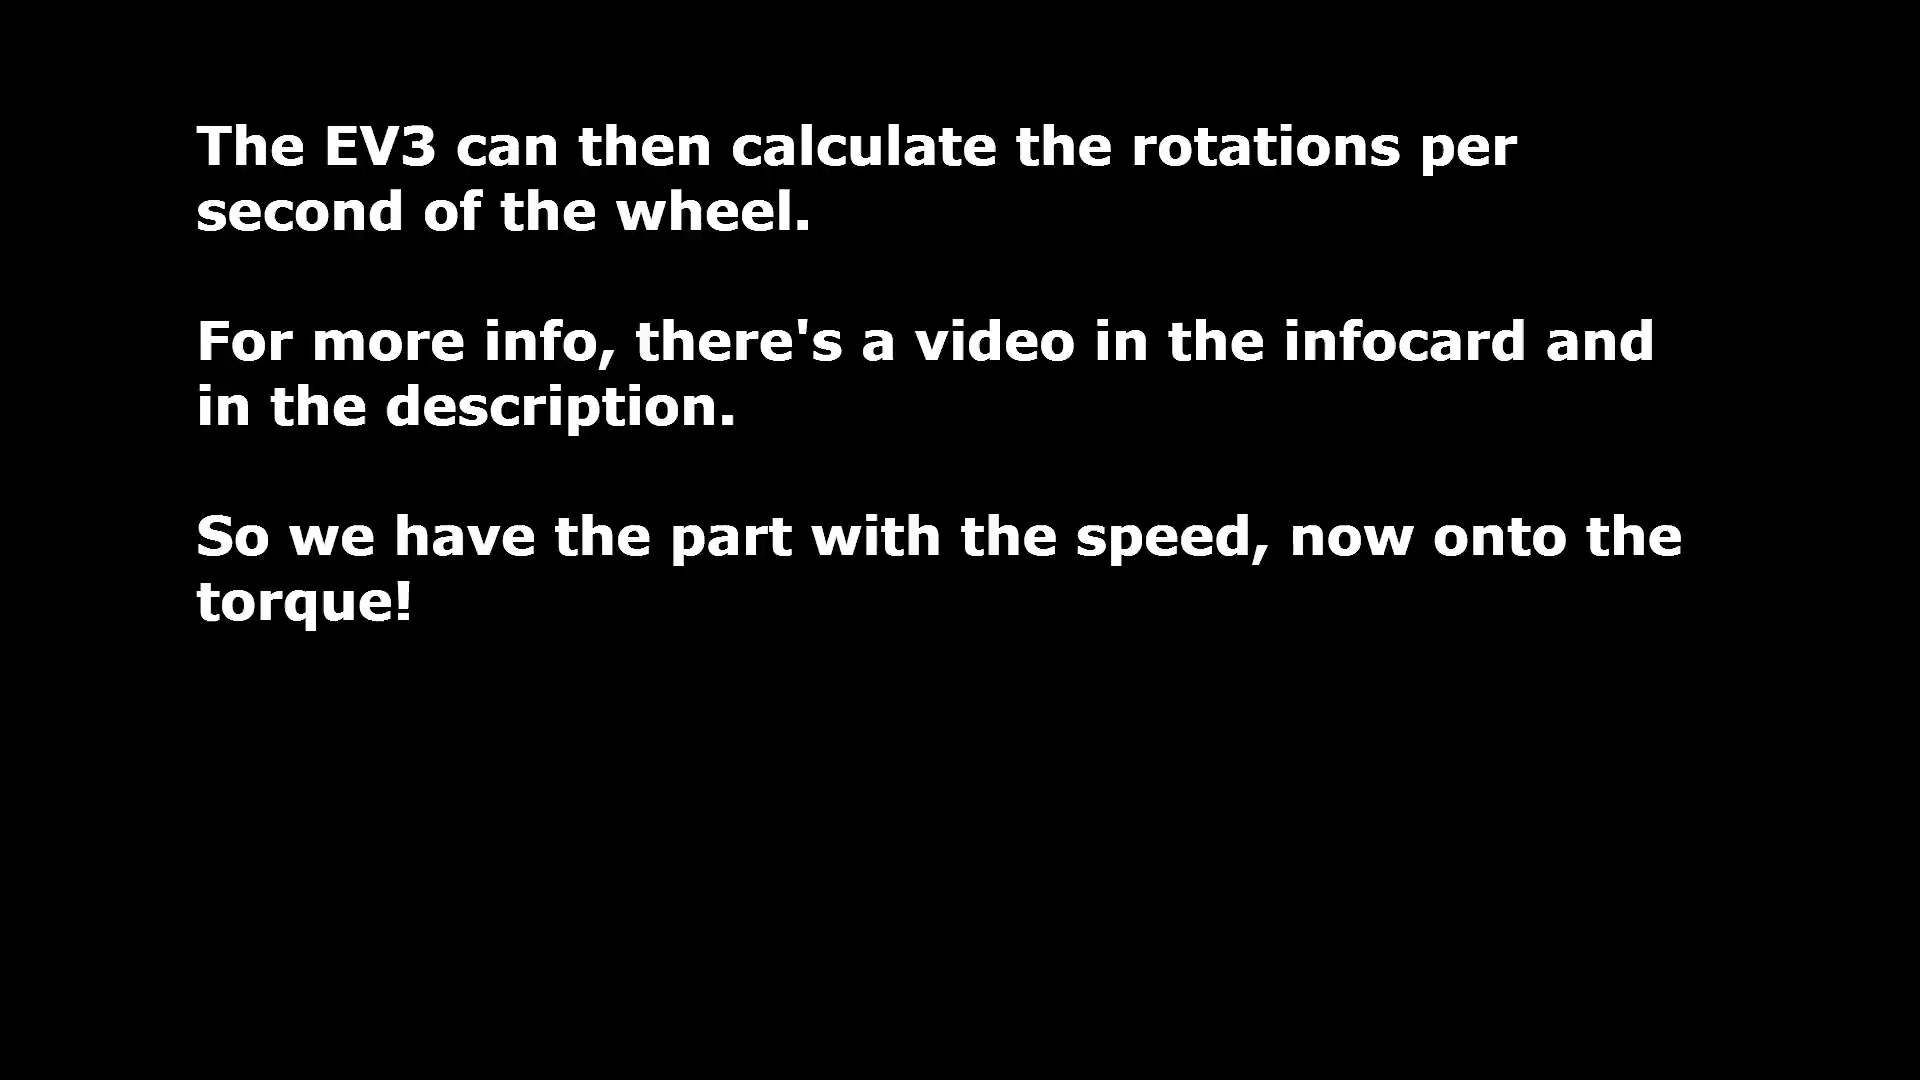 The EV3 can then calculate the rotations per
second of the wheel.
For more info, there's a video in the infocard and
in the description.
So we have the part with the speed, now onto the
torque!